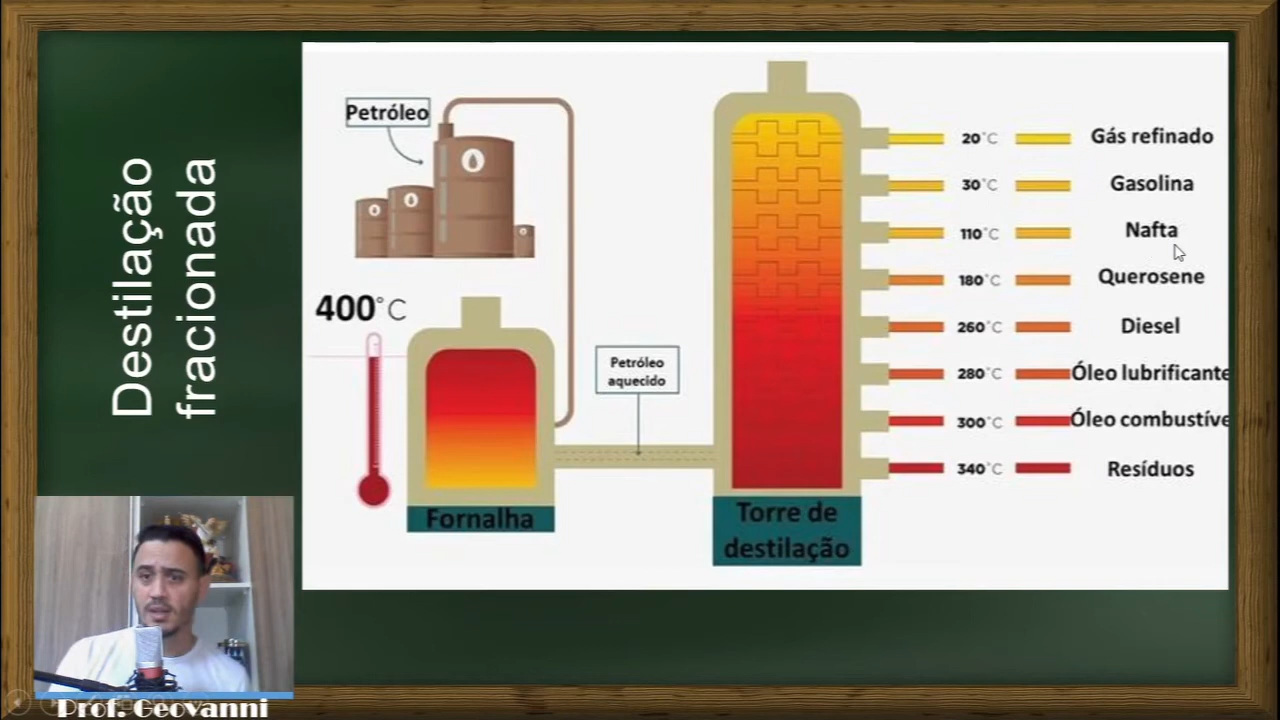 Destilação
fracionada
Petróleo
400°C
Petróleo
aquecido
Fornalha
Torre de
destilação
20°C Gás refinado
30°C Gasolina
110°C Nafta
180°C Querosene
260°C Diesel
280°C Óleo lubrificante
300°C Óleo combustíve
340°C Resíduos
Prof. Geovanni